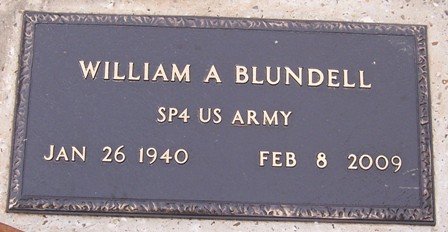 WILLIAM A BLUNDELL
SP4 US ARMY
JAN 26 1940 FEB 8 2009